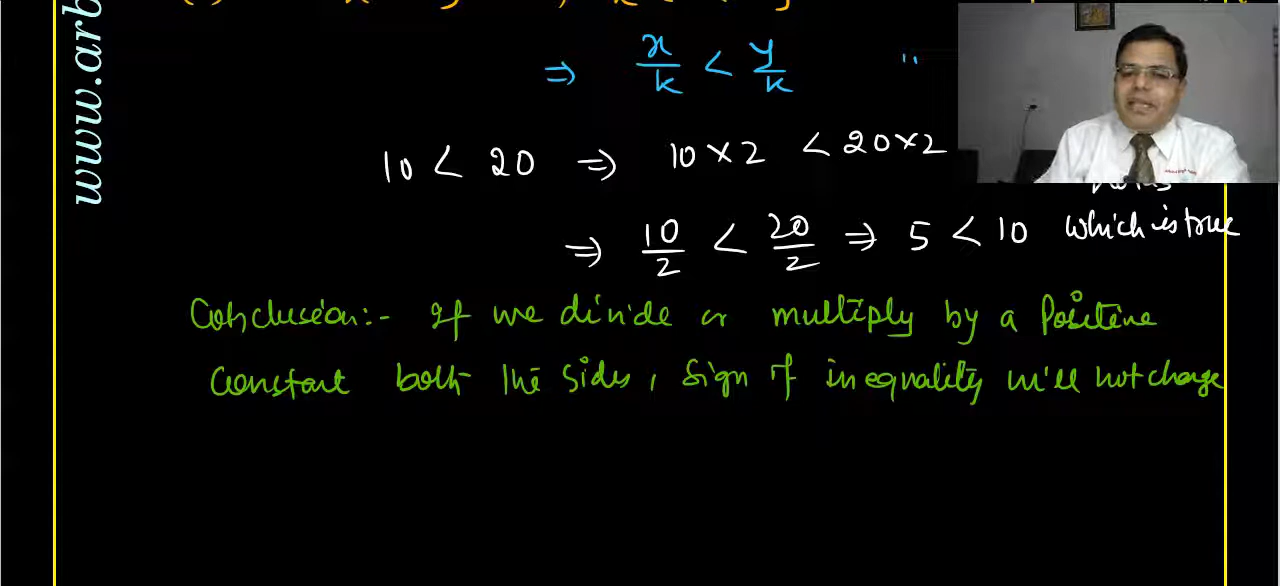 www.arb
⇒ x/k < y/k "
10 < 20 ⇒ 10 × 2 < 20 × 2
⇒ 10/2 < 20/2 ⇒ 5 < 10 which is true
Conclusion:- If we divide or multiply by a Positive
Constant both the sides, sign of inequality will not change